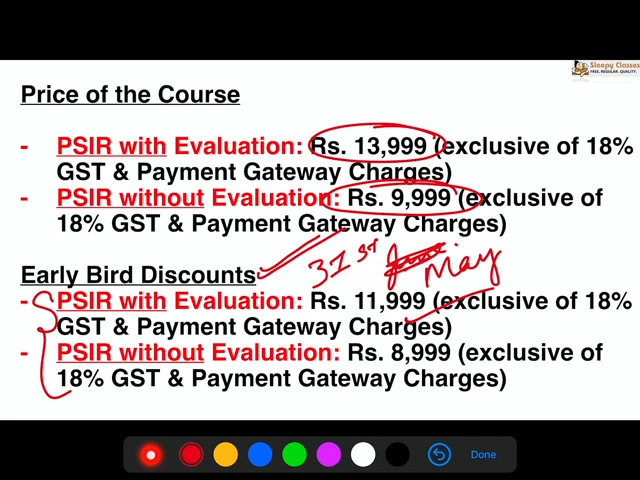 Sleepy Classes
FREE. REGULAR. QUALITY.
Price of the Course
- PSIR with Evaluation: Rs. 13,999 (exclusive of 18%
GST & Payment Gateway Charges)
- PSIR without Evaluation: Rs. 9,999 (exclusive of
18% GST & Payment Gateway Charges)
31st May
Early Bird Discounts
- PSIR with Evaluation: Rs. 11,999 (exclusive of 18%
GST & Payment Gateway Charges)
- PSIR without Evaluation: Rs. 8,999 (exclusive of
18% GST & Payment Gateway Charges)
Done